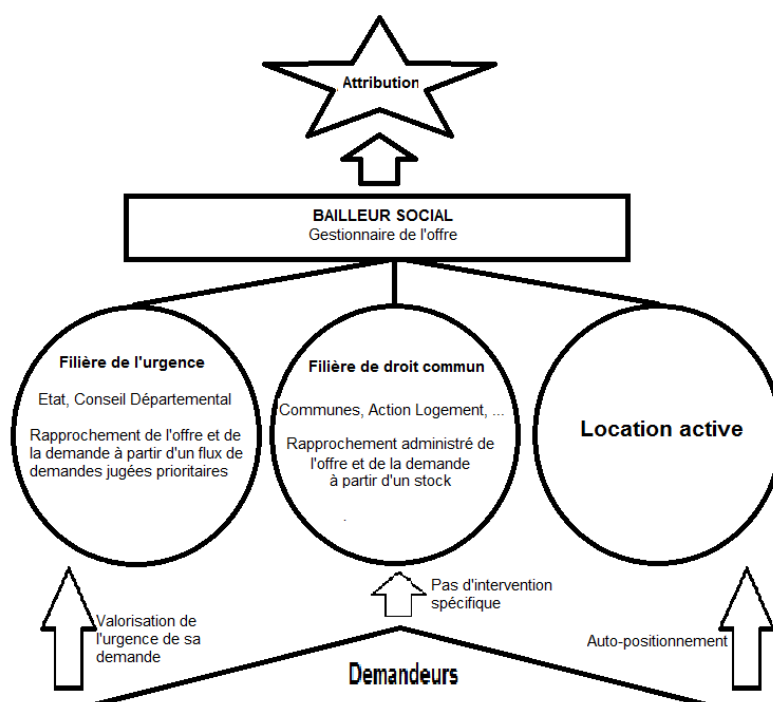 Attribution
BAILLEUR SOCIAL
Gestionnaire de l'offre
Filière de l'urgence
Etat, Conseil Départemental
Rapprochement de l'offre et de
la demande à partir d'un flux de
demandes jugées prioritaires
Filière de droit commun
Communes, Action Logement, ...
Rapprochement administré de
l'offre et de la demande
à partir d'un stock
.
Location active
Valorisation de
l'urgence de sa
demande
Pas d'intervention
spécifique
Auto-positionnement
Demandeurs